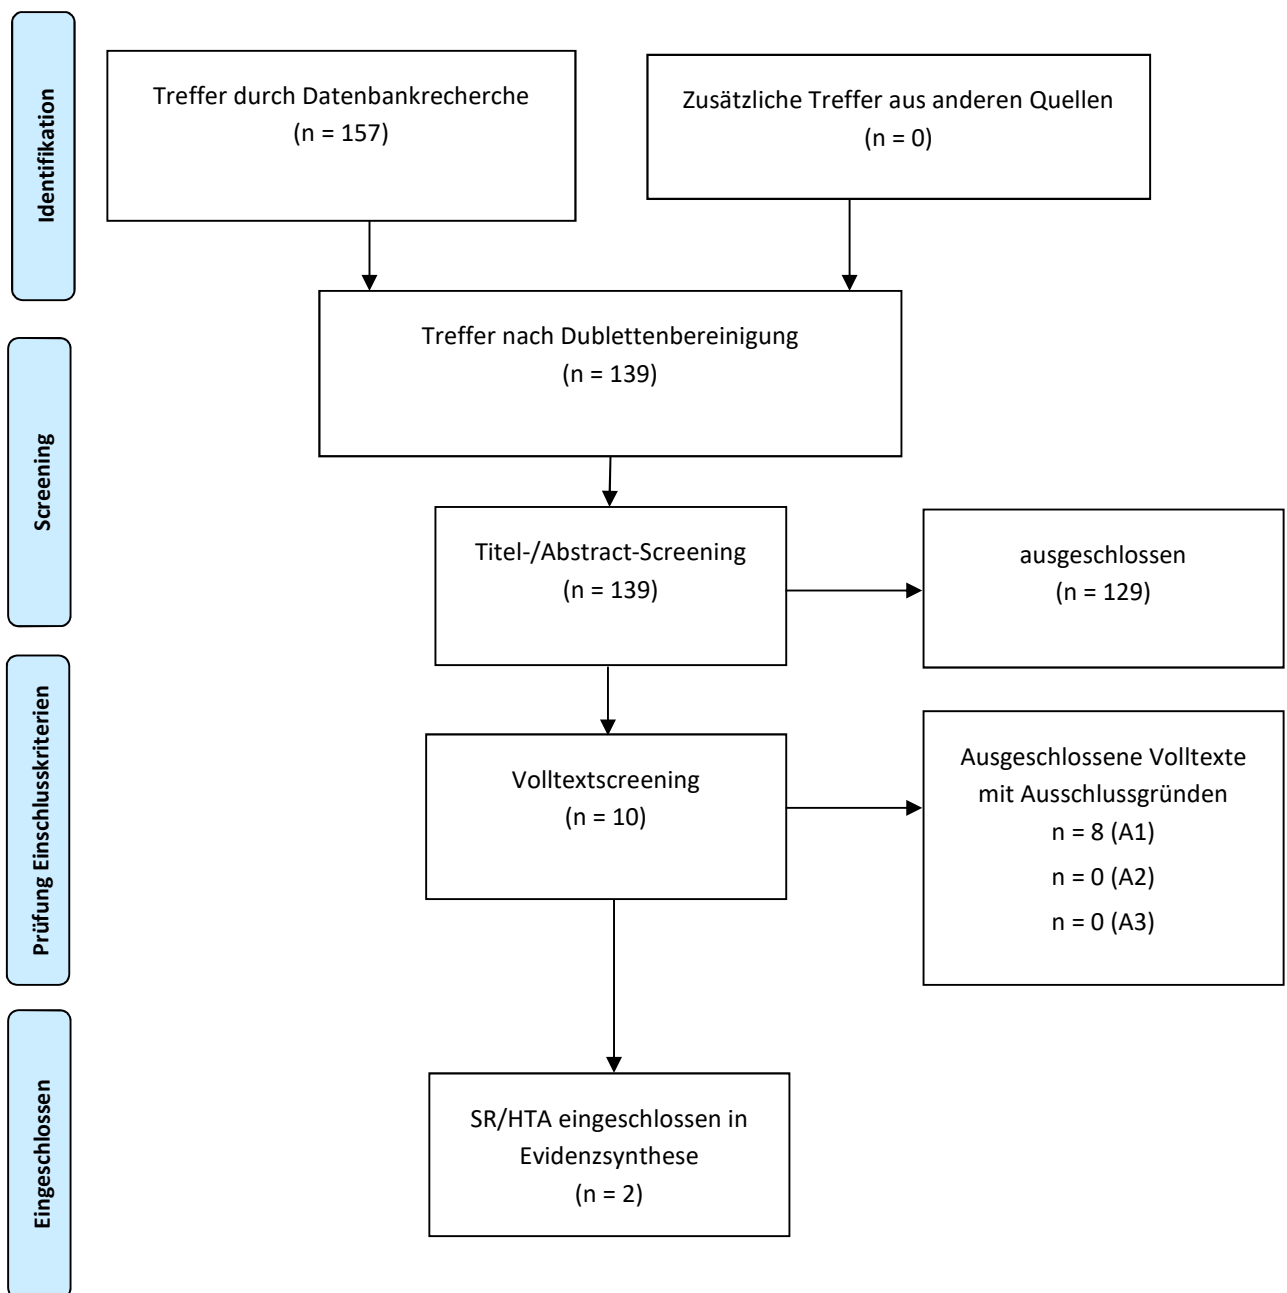 Identifikation
Treffer durch Datenbankrecherche
(n = 157)
Zusätzliche Treffer aus anderen Quellen
(n = 0)
Screening
Treffer nach Dublettenbereinigung
(n = 139)
Titel-/Abstract-Screening
(n = 139)
ausgeschlossen
(n = 129)
Prüfung Einschlusskriterien
Volltextscreening
(n = 10)
Ausgeschlossene Volltexte
mit Ausschlussgründen
n = 8 (A1)
n = 0 (A2)
n = 0 (A3)
Eingeschlossen
SR/HTA eingeschlossen in
Evidenzsynthese
(n = 2)